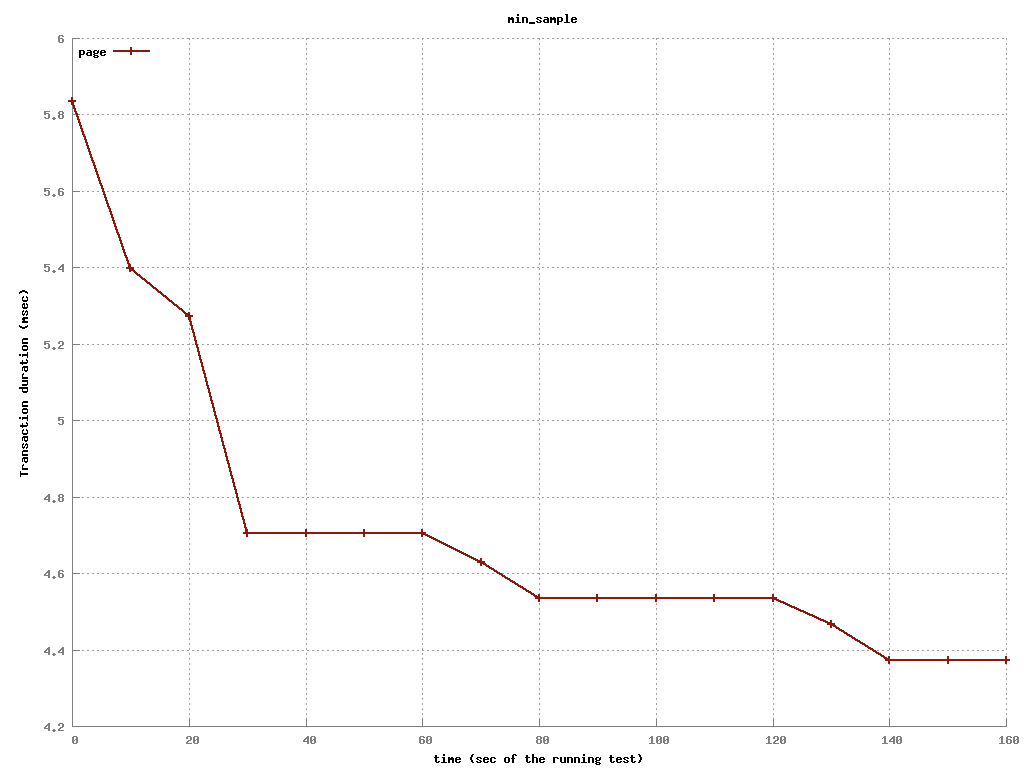 min_sample
page
6
5.8
5.6
5.4
5.2
5
4.8
4.6
4.4
4.2
Transaction duration (msec)
0 20 40 60 80 100 120 140 160
time (sec of the running test)